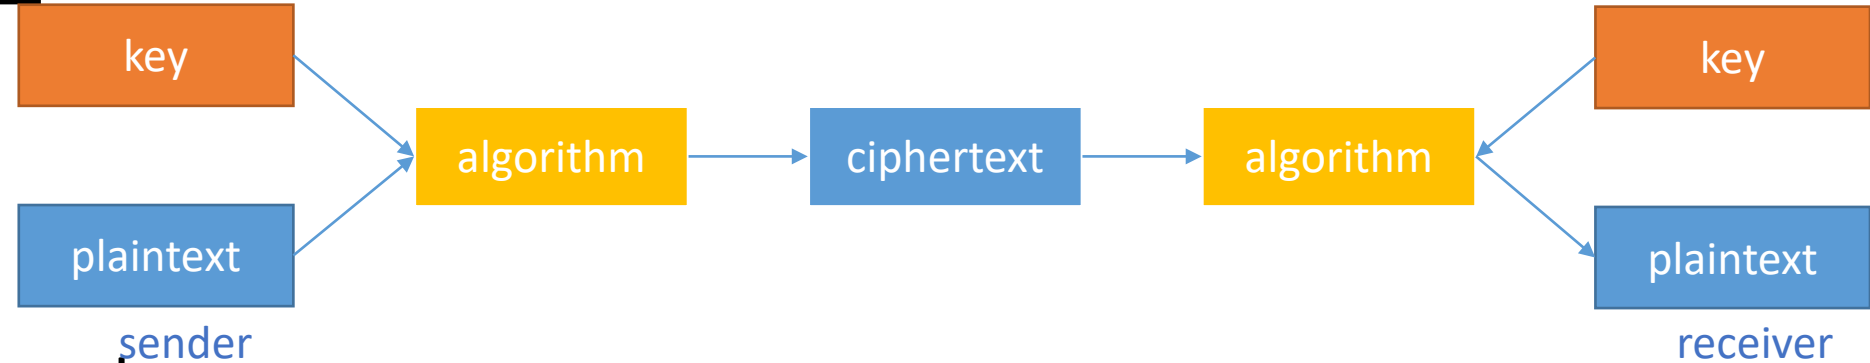 key
key
algorithm
ciphertext
algorithm
plaintext
plaintext
sender
receiver